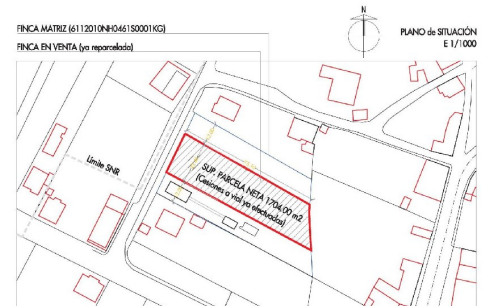 FINCA MATRIZ (6112010NH0461S0001KG)
FINCA EN VENTA (ya reparcelada)
N
PLANO de SITUACIÓN
E 1/1000
Límite SNR
SUP. PARCELA NETA 1704.00 m2
(Cesiones a vial ya efectuadas)